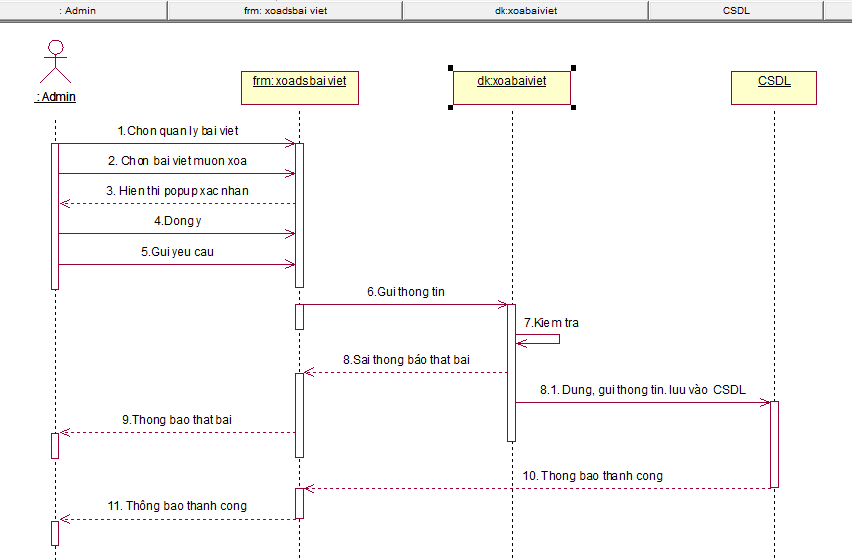 : Admin
frm: xoadsbai viet
dk:xoabaiviet
CSDL
: Admin
frm: xoadsbaiviet
dk:xoabaiviet
CSDL
1.Chon quan ly bai viet
2. Chon bai viet muon xoa
3. Hien thi popup xac nhan
4.Dong y
5.Gui yeu cau
6.Gui thong tin
7.Kiem tra
8.Sai thong báo that bai
8.1. Dung, gui thong tin. luu vào CSDL
9.Thong bao that bai
10. Thong bao thanh cong
11. Thông bao thanh cong